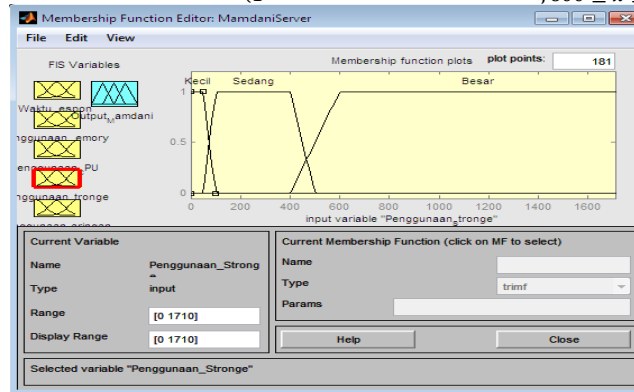 Membership Function Editor: MamdaniServer
File Edit View
FIS Variables
Membership function plots
plot points:
181
Kecil Sedang Besar
Output_Mamdani
1
0.5
0
0 200 400 600 800 1000 1200 1400 1600
input variable "Penggunaan_stronge"
Current Variable
Name Penggunaan_Strong
Type input
Range [0 1710]
Display Range [0 1710]
Current Membership Function (click on MF to select)
Name
Type trimf
Params
Help Close
Selected variable "Penggunaan_Stronge"